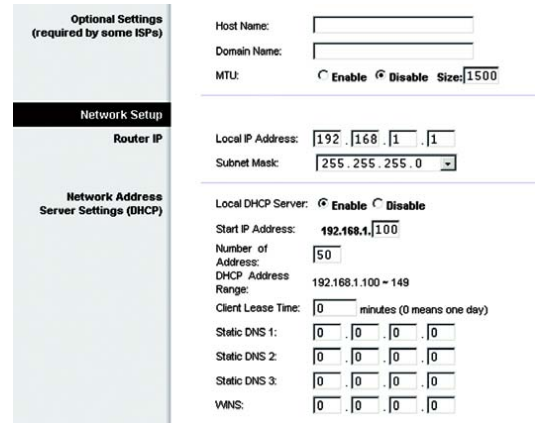 Optional Settings
(required by some ISPs)
Host Name:
Domain Name:
MTU: Enable Disable Size: 1500
Network Setup
Router IP
Local IP Address: 192 . 168 . 1 . 1
Subnet Mask: 255.255.255.0
Network Address
Server Settings (DHCP)
Local DHCP Server: Enable Disable
Start IP Address: 192.168.1. 100
Number of
Address:
50
DHCP Address
Range:
192.168.1.100 ~ 149
Client Lease Time: 0 minutes (0 means one day)
Static DNS 1: 0 . 0 . 0 . 0
Static DNS 2: 0 . 0 . 0 . 0
Static DNS 3: 0 . 0 . 0 . 0
WINS: 0 . 0 . 0 . 0